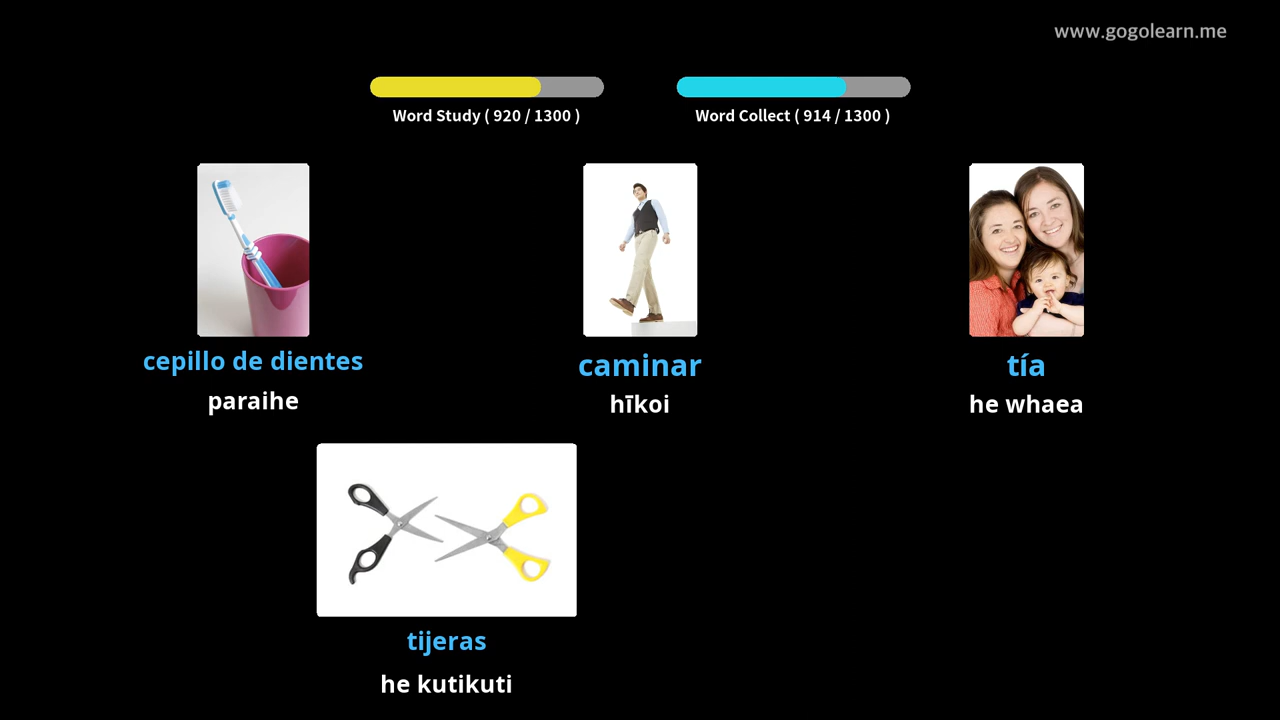 www.gogolearn.me
Word Study ( 920 / 1300 )
Word Collect ( 914 / 1300 )
cepillo de dientes
paraihe
caminar
hīkoi
tía
he whaea
tijeras
he kutikuti